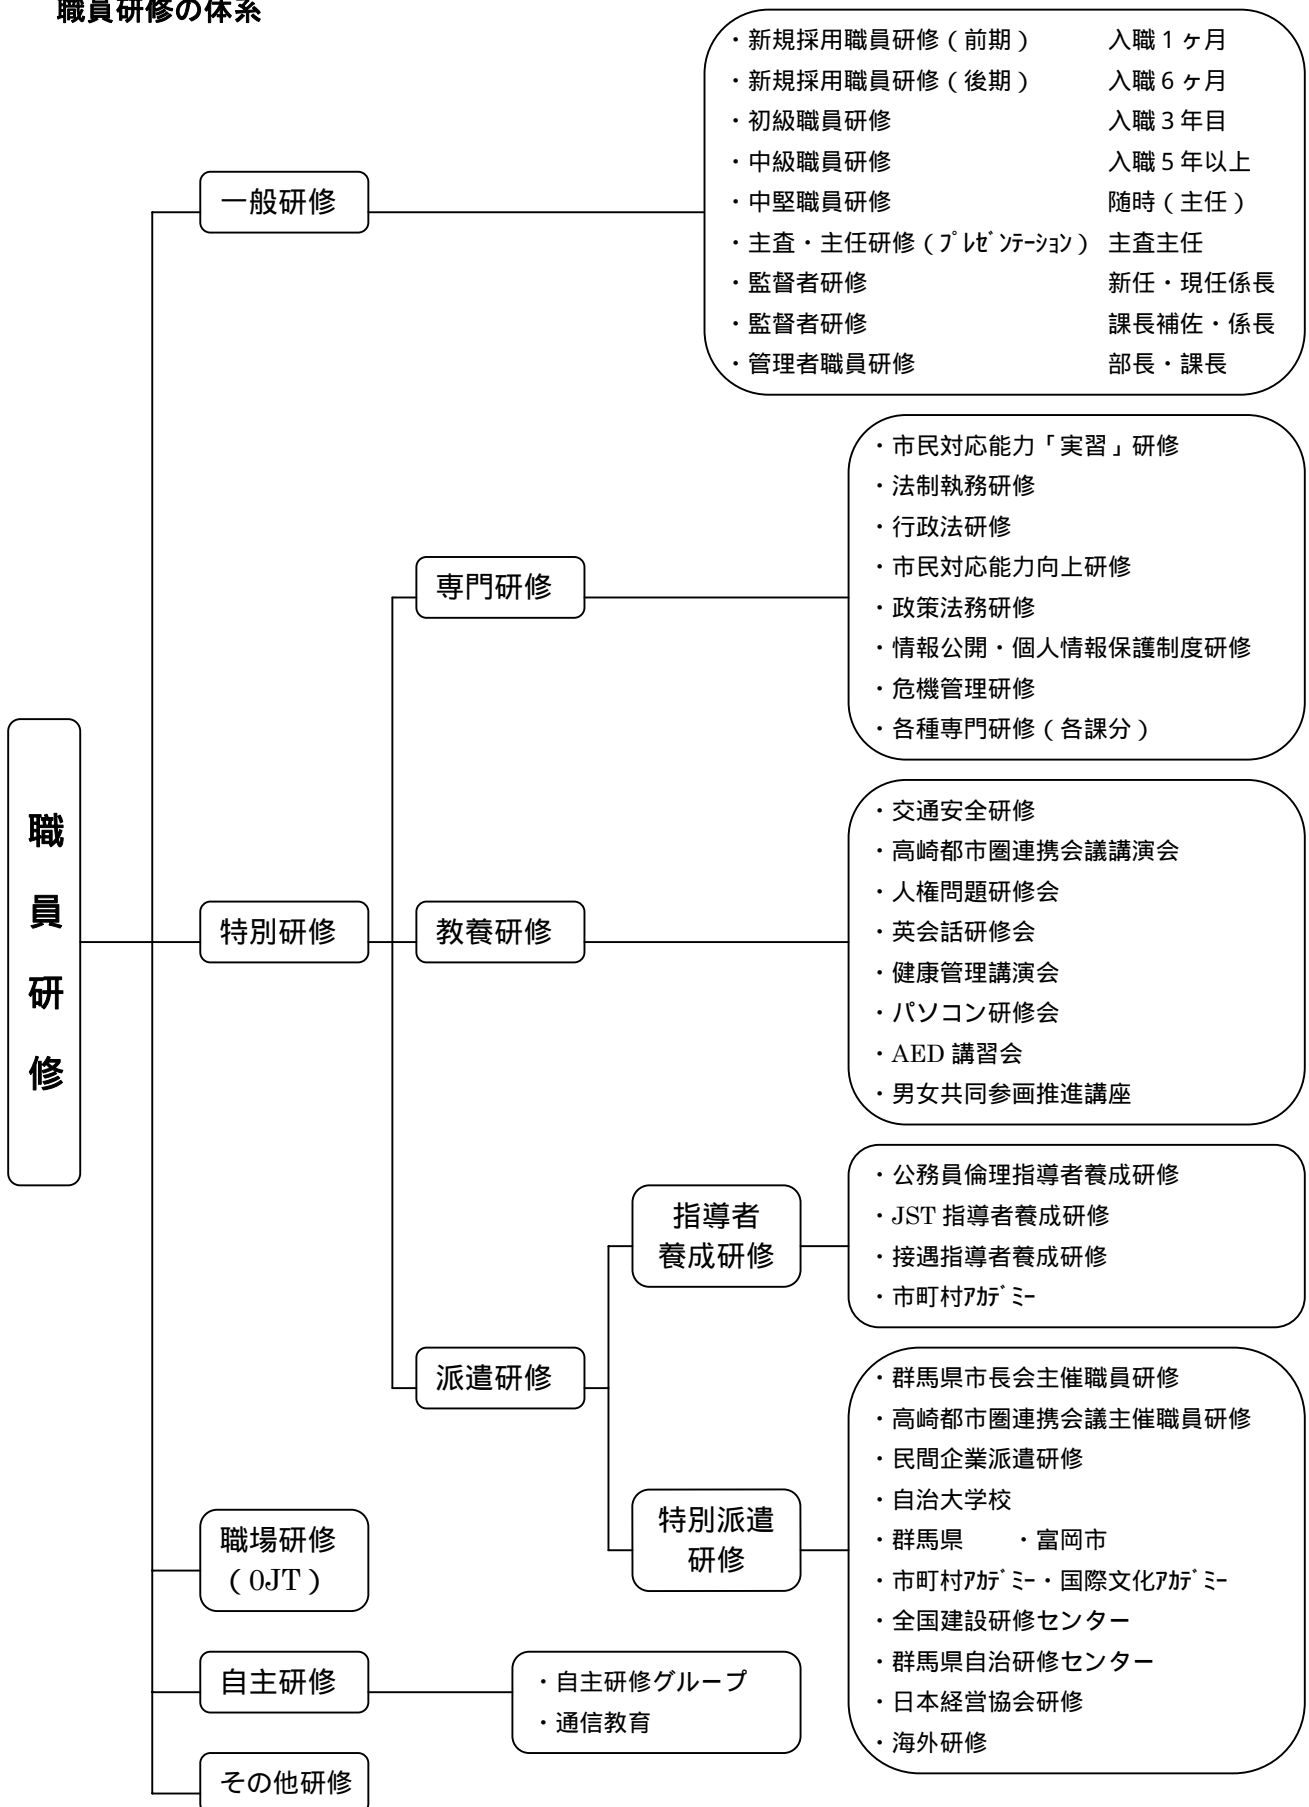 職員研修の体系
・新規採用職員研修（前期） 入職１ヶ月
・新規採用職員研修（後期） 入職６ヶ月
・初級職員研修 入職３年目
・中級職員研修 入職５年以上
・中堅職員研修 随時（主任）
・主査・主任研修（ﾌﾟﾚｾﾞﾝﾃｰｼｮﾝ） 主査主任
・監督者研修 新任・現任係長
・監督者研修 課長補佐・係長
・管理者職員研修 部長・課長
一般研修
・市民対応能力「実習」研修
・法制執務研修
・行政法研修
・市民対応能力向上研修
・政策法務研修
・情報公開・個人情報保護制度研修
・危機管理研修
・各種専門研修（各課分）
専門研修
職員研修
特別研修
教養研修
・交通安全研修
・高崎都市圏連携会議講演会
・人権問題研修会
・英会話研修会
・健康管理講演会
・パソコン研修会
・AED 講習会
・男女共同参画推進講座
指導者
養成研修
・公務員倫理指導者養成研修
・JST 指導者養成研修
・接遇指導者養成研修
・市町村ｱｶﾃﾞﾐｰ
派遣研修
特別派遣
研修
・群馬県市長会主催職員研修
・高崎都市圏連携会議主催職員研修
・民間企業派遣研修
・自治大学校
・群馬県 ・富岡市
・市町村ｱｶﾃﾞﾐｰ・国際文化ｱｶﾃﾞﾐｰ
・全国建設研修センター
・群馬県自治研修センター
・日本経営協会研修
・海外研修
職場研修
（0JT）
自主研修
・自主研修グループ
・通信教育
その他研修